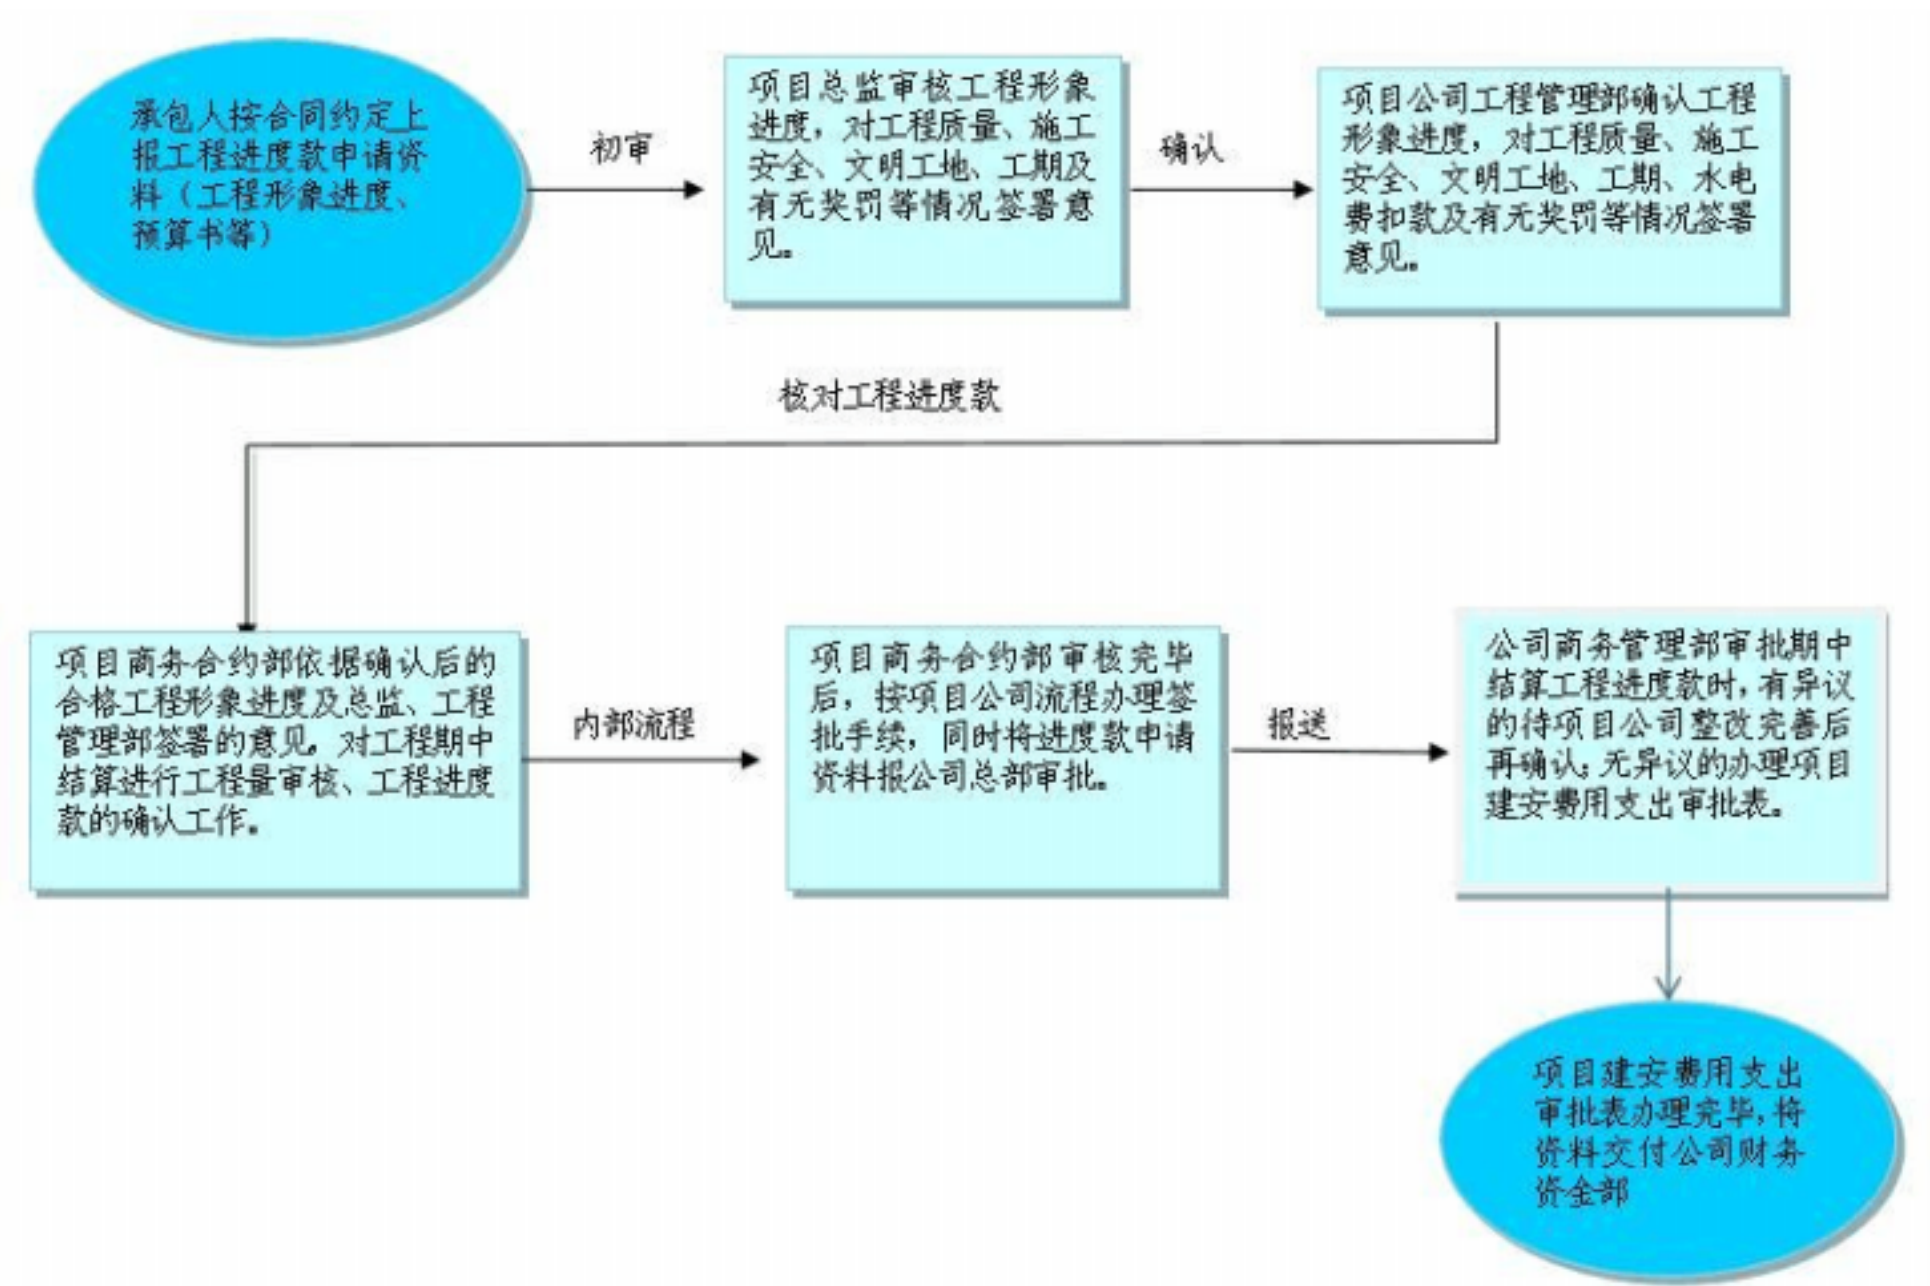 承包人按合同约定上
报工程进度款申请资
料（工程形象进度、
预算书等）
初审
项目总监审核工程形象
进度，对工程质量、施工
安全、文明工地、工期及
有无奖罚等情况签署意
见。
确认
项目公司工程管理部确认工程
形象进度，对工程质量、施工
安全、文明工地、工期、水电
费扣款及有无奖罚等情况签署
意见。
核对工程进度款
项目商务合约部依据确认后的
合格工程形象进度及总监、工程
管理部签署的意见。对工程期中
结算进行工程量审核、工程进度
款的确认工作。
内部流程
项目商务合约部审核完毕
后，按项目公司流程办理签
批手续，同时将进度款申请
资料报公司总部审批。
报送
公司商务管理部审批期中
结算工程进度款时，有异议
的待项目公司整改完善后
再确认；无异议的办理项目
建安费用支出审批表。
项目建安费用支出
审批表办理完毕，将
资料交付公司财务
资金部